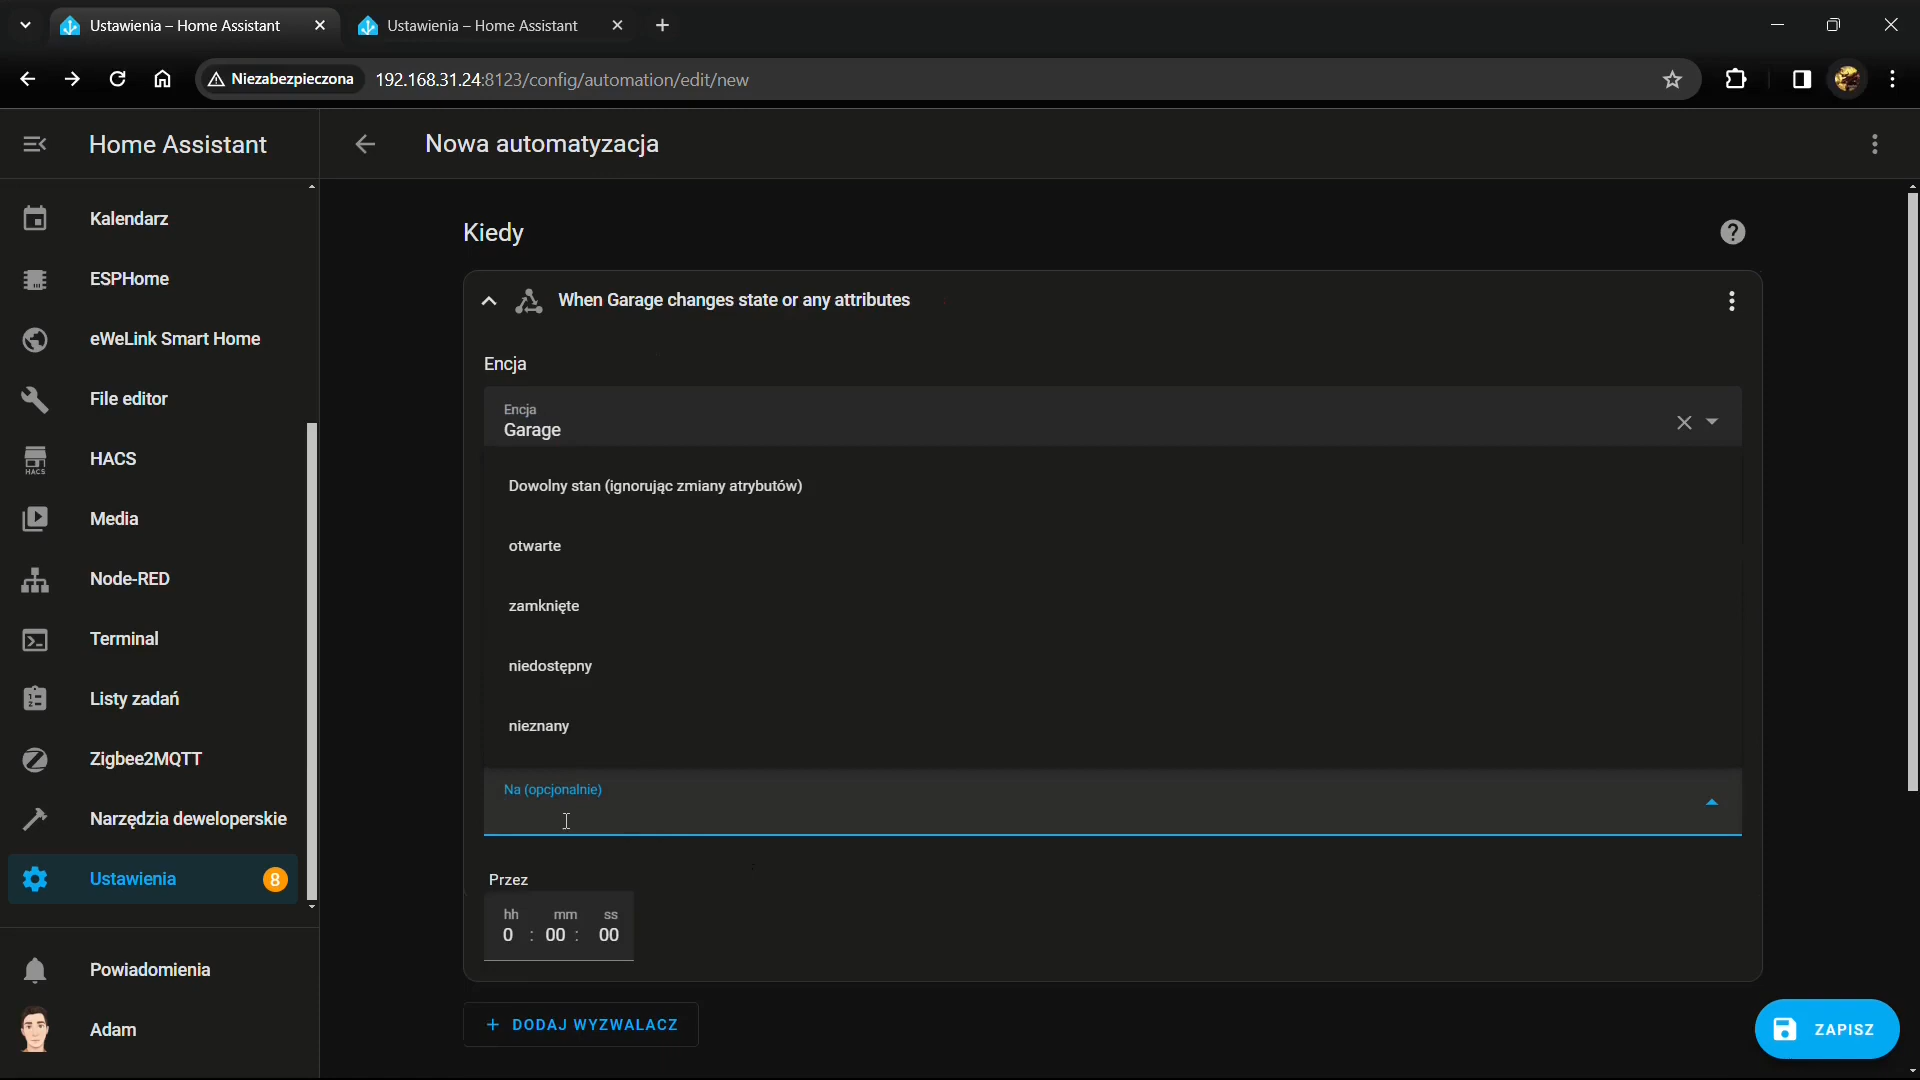 Ustawienia – Home Assistant
Ustawienia – Home Assistant
Niezabezpieczona 192.168.31.24:8123/config/automation/edit/new
Home Assistant
Nowa automatyzacja
Kalendarz
ESPHome
eWeLink Smart Home
File editor
HACS
HACS
Media
Node-RED
Terminal
Listy zadań
Zigbee2MQTT
Narzędzia deweloperskie
Ustawienia 8
Powiadomienia
Adam
Kiedy
When Garage changes state or any attributes
Encja
Encja
Garage
Dowolny stan (ignorując zmiany atrybutów)
otwarte
zamknięte
niedostępny
nieznany
Na (opcjonalnie)
Przez
hh mm ss
0 : 00 : 00
+ DODAJ WYZWALACZ
ZAPISZ